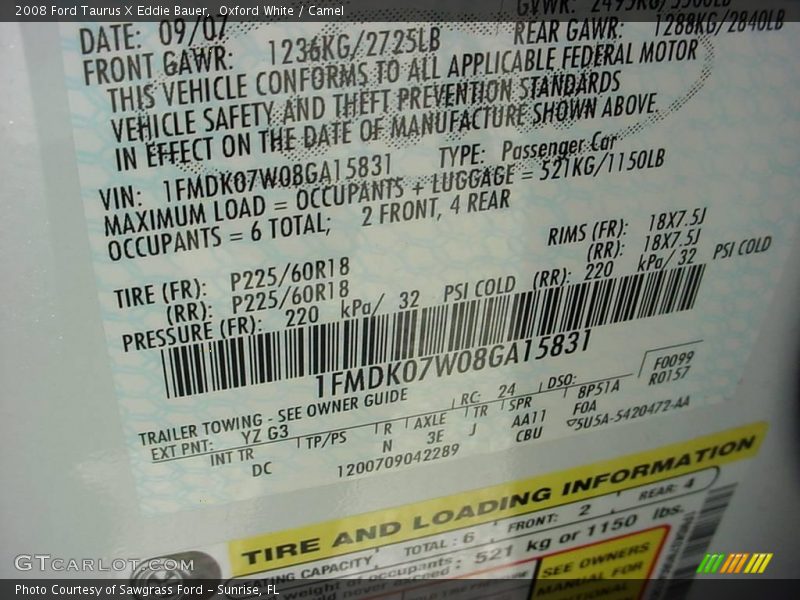 2008 Ford Taurus X Eddie Bauer, Oxford White / Camel
DATE: 09/07
GVWR:
FRONT GAWR: 1236KG/2725LB REAR GAWR: 1288KG/2840LB
THIS VEHICLE CONFORMS TO ALL APPLICABLE FEDERAL MOTOR
VEHICLE SAFETY AND THEFT PREVENTION STANDARDS
IN EFFECT ON THE DATE OF MANUFACTURE SHOWN ABOVE.
VIN: 1FMDK07W08GA15831 TYPE: Passenger Car
MAXIMUM LOAD = OCCUPANTS + LUGGAGE = 521KG/1150LB
OCCUPANTS = 6 TOTAL; 2 FRONT, 4 REAR
TIRE (FR): P225/60R18 RIMS (FR): 18X7.5J
(RR): P225/60R18 (RR): 18X7.5J
PRESSURE (FR): 220 kPa/ 32 PSI COLD (RR): 220 kPa/ 32 PSI COLD
1FMDK07W08GA15831
TRAILER TOWING - SEE OWNER GUIDE
EXT PNT: YZ G3 RC: 24 DSO: F0099
INT TR TP/PS R AXLE TR SPR BP51A R0157
DC N 3E J AA11 F0A
1200709042289 CBU 5U5A-5420472-AA
TIRE AND LOADING INFORMATION
SEATING CAPACITY TOTAL: 6 FRONT: 2 REAR: 4
weight of occupants: 521 kg or 1150 lbs.
never
SEE OWNERS
MANUAL FOR
GTcarlot.com
Photo Courtesy of Sawgrass Ford - Sunrise, FL